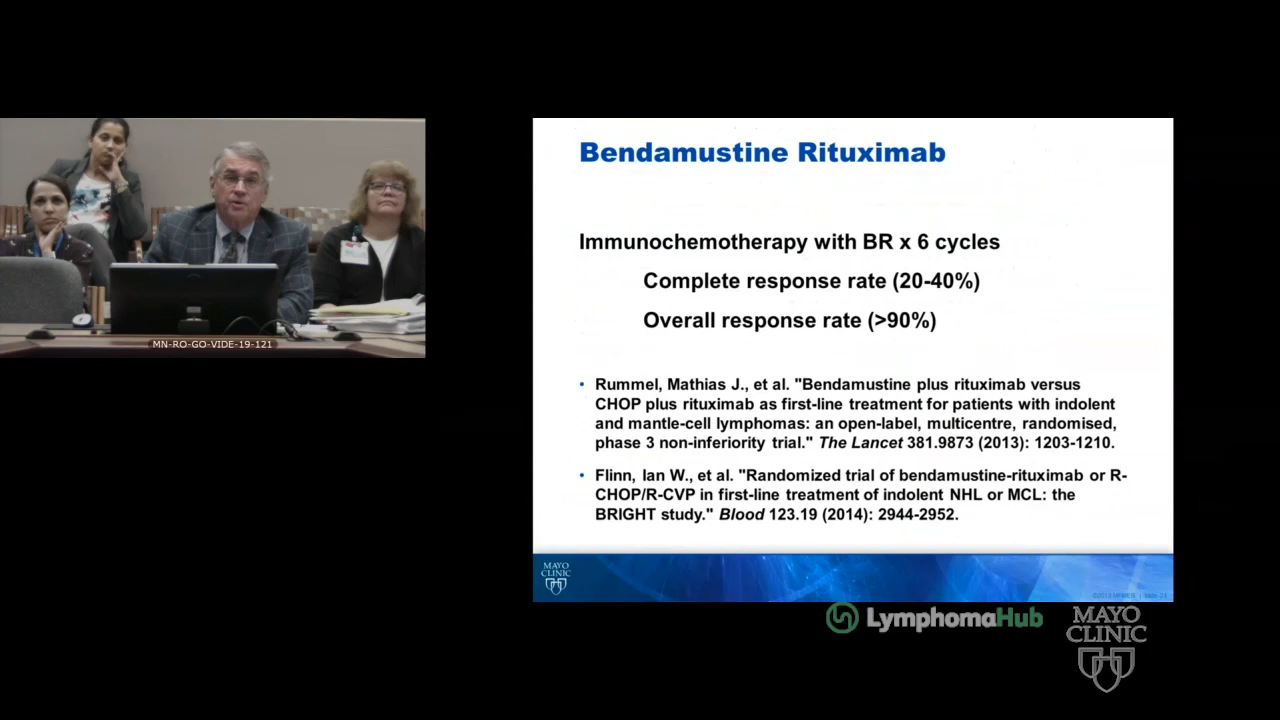 Bendamustine Rituximab
Immunochemotherapy with BR x 6 cycles
Complete response rate (20-40%)
Overall response rate (>90%)
• Rummel, Mathias J., et al. "Bendamustine plus rituximab versus
CHOP plus rituximab as first-line treatment for patients with indolent
and mantle-cell lymphomas: an open-label, multicentre, randomised,
phase 3 non-inferiority trial." The Lancet 381.9873 (2013): 1203-1210.
• Flinn, Ian W., et al. "Randomized trial of bendamustine-rituximab or R-
CHOP/R-CVP in first-line treatment of indolent NHL or MCL: the
BRIGHT study." Blood 123.19 (2014): 2944-2952.
MN-RO-GO-VIDE-19-121
MAYO
CLINIC
LymphomaHub
MAYO
CLINIC